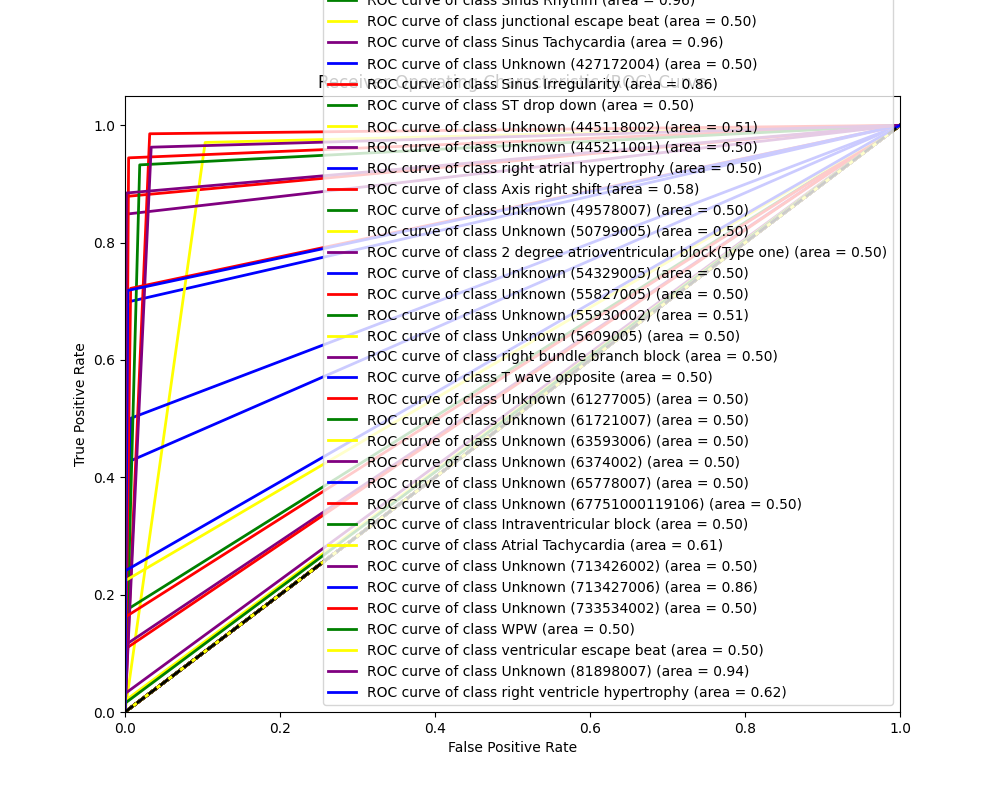 ROC curve of class Sinus Rhythm (area = 0.96)
ROC curve of class junctional escape beat (area = 0.50)
ROC curve of class Sinus Tachycardia (area = 0.96)
ROC curve of class Unknown (427172004) (area = 0.50)
Receiver Operating Characteristic (ROC) Curve
ROC curve of class Sinus Irregularity (area = 0.86)
ROC curve of class ST drop down (area = 0.50)
ROC curve of class Unknown (445118002) (area = 0.51)
ROC curve of class Unknown (445211001) (area = 0.50)
ROC curve of class right atrial hypertrophy (area = 0.50)
ROC curve of class Axis right shift (area = 0.58)
ROC curve of class Unknown (49578007) (area = 0.50)
ROC curve of class Unknown (50799005) (area = 0.50)
ROC curve of class 2 degree atrioventricular block(Type one) (area = 0.50)
ROC curve of class Unknown (54329005) (area = 0.50)
ROC curve of class Unknown (55827005) (area = 0.50)
ROC curve of class Unknown (55930002) (area = 0.51)
ROC curve of class Unknown (5609005) (area = 0.50)
ROC curve of class right bundle branch block (area = 0.50)
ROC curve of class T wave opposite (area = 0.50)
ROC curve of class Unknown (61277005) (area = 0.50)
ROC curve of class Unknown (61721007) (area = 0.50)
ROC curve of class Unknown (63593006) (area = 0.50)
ROC curve of class Unknown (6374002) (area = 0.50)
ROC curve of class Unknown (65778007) (area = 0.50)
ROC curve of class Unknown (67751000119106) (area = 0.50)
ROC curve of class Intraventricular block (area = 0.50)
ROC curve of class Atrial Tachycardia (area = 0.61)
ROC curve of class Unknown (713426002) (area = 0.50)
ROC curve of class Unknown (713427006) (area = 0.86)
ROC curve of class Unknown (733534002) (area = 0.50)
ROC curve of class WPW (area = 0.50)
ROC curve of class ventricular escape beat (area = 0.50)
ROC curve of class Unknown (81898007) (area = 0.94)
ROC curve of class right ventricle hypertrophy (area = 0.62)
True Positive Rate
1.0
0.8
0.6
0.4
0.2
0.0
0.0 0.2 0.4 0.6 0.8 1.0
False Positive Rate